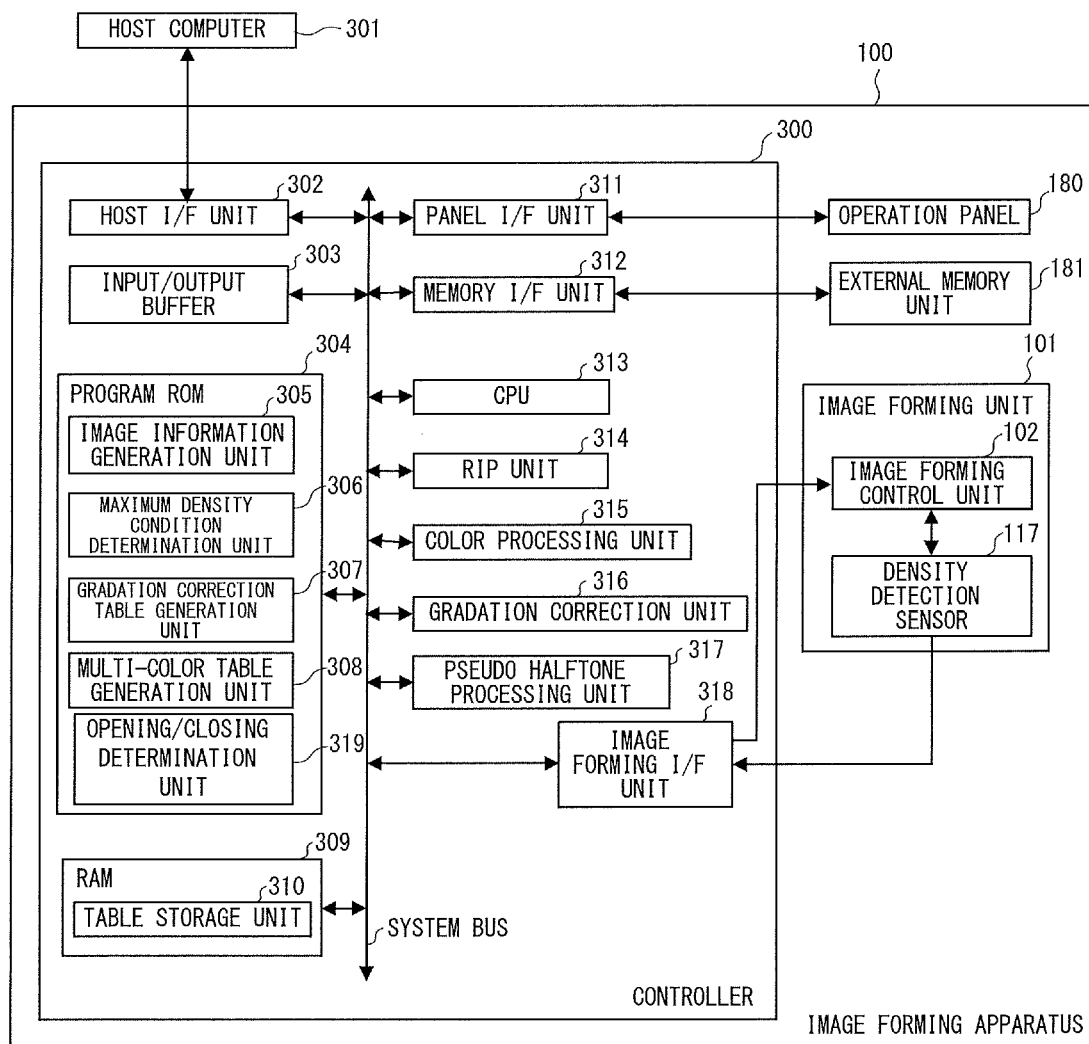 HOST COMPUTER
301
100
300
302
HOST I/F UNIT
311
PANEL I/F UNIT
180
OPERATION PANEL
303
INPUT/OUTPUT
BUFFER
312
MEMORY I/F UNIT
181
EXTERNAL MEMORY
UNIT
304
PROGRAM ROM
305
IMAGE INFORMATION
GENERATION UNIT
306
MAXIMUM DENSITY
CONDITION
DETERMINATION UNIT
307
GRADATION CORRECTION
TABLE GENERATION
UNIT
MULTI-COLOR TABLE
GENERATION UNIT
308
OPENING/CLOSING
DETERMINATION
UNIT
319
313
CPU
314
RIP UNIT
315
COLOR PROCESSING UNIT
316
GRADATION CORRECTION UNIT
317
PSEUDO HALFTONE
PROCESSING UNIT
318
IMAGE
FORMING I/F
UNIT
101
IMAGE FORMING UNIT
102
IMAGE FORMING
CONTROL UNIT
117
DENSITY
DETECTION
SENSOR
309
RAM
310
TABLE STORAGE UNIT
SYSTEM BUS
CONTROLLER
IMAGE FORMING APPARATUS